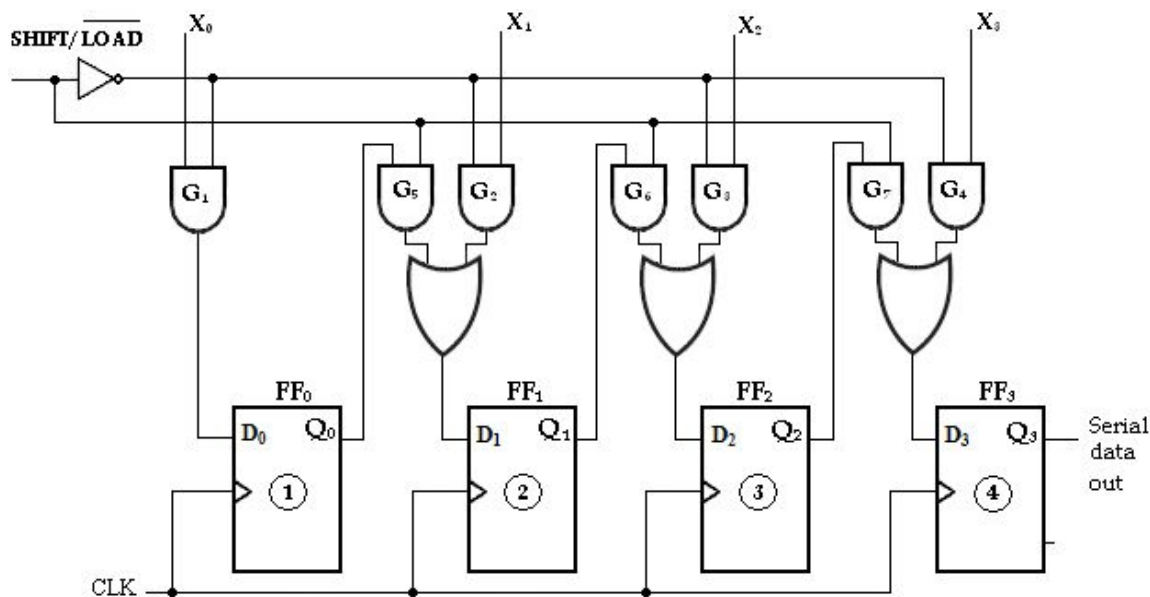 X₀ X₁ X₂ X₃
SHIFT/LOAD
G₁ G₅ G₂ G₆ G₃ G₇ G₄
FF₀ FF₁ FF₂ FF₃
D₀ Q₀ D₁ Q₁ D₂ Q₂ D₃ Q₃
Serial
data
out
1 2 3 4
CLK